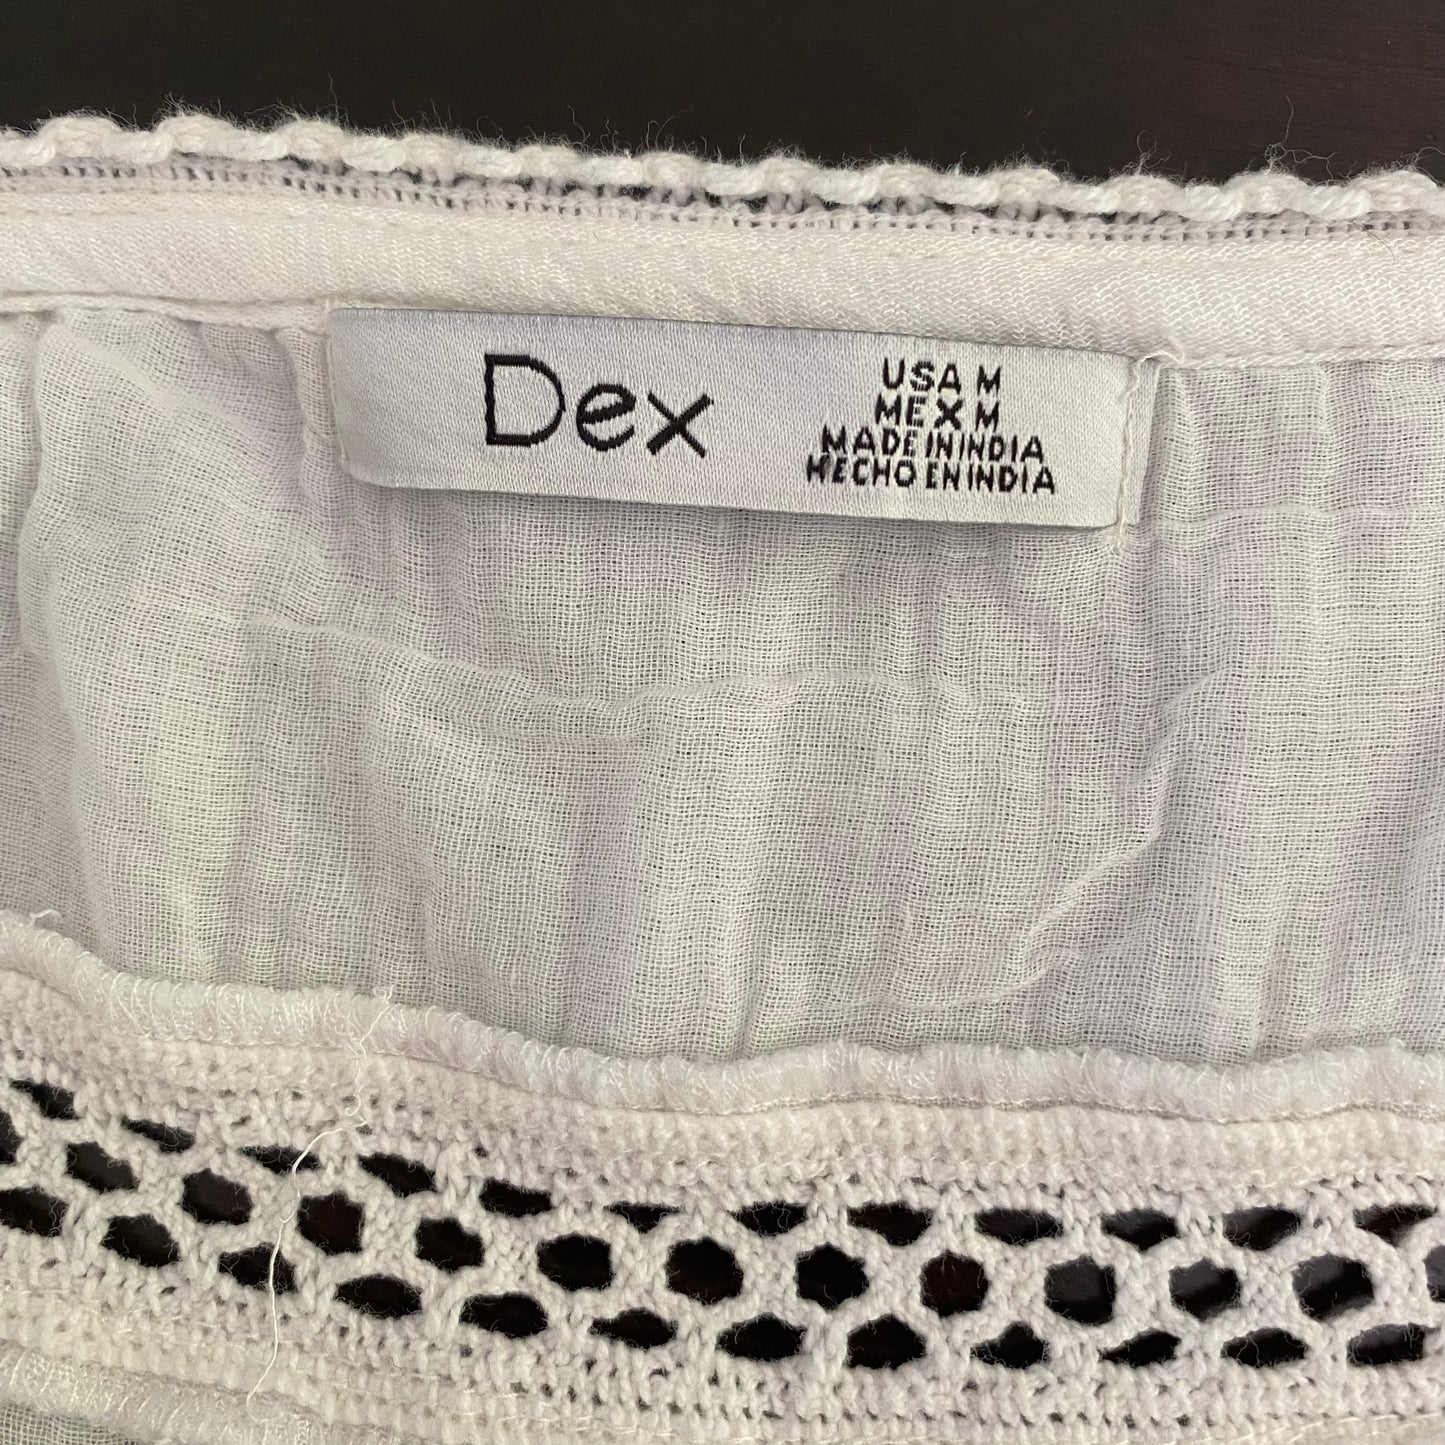 Dex
USA M
MEX M
MADE IN INDIA
HECHO EN INDIA